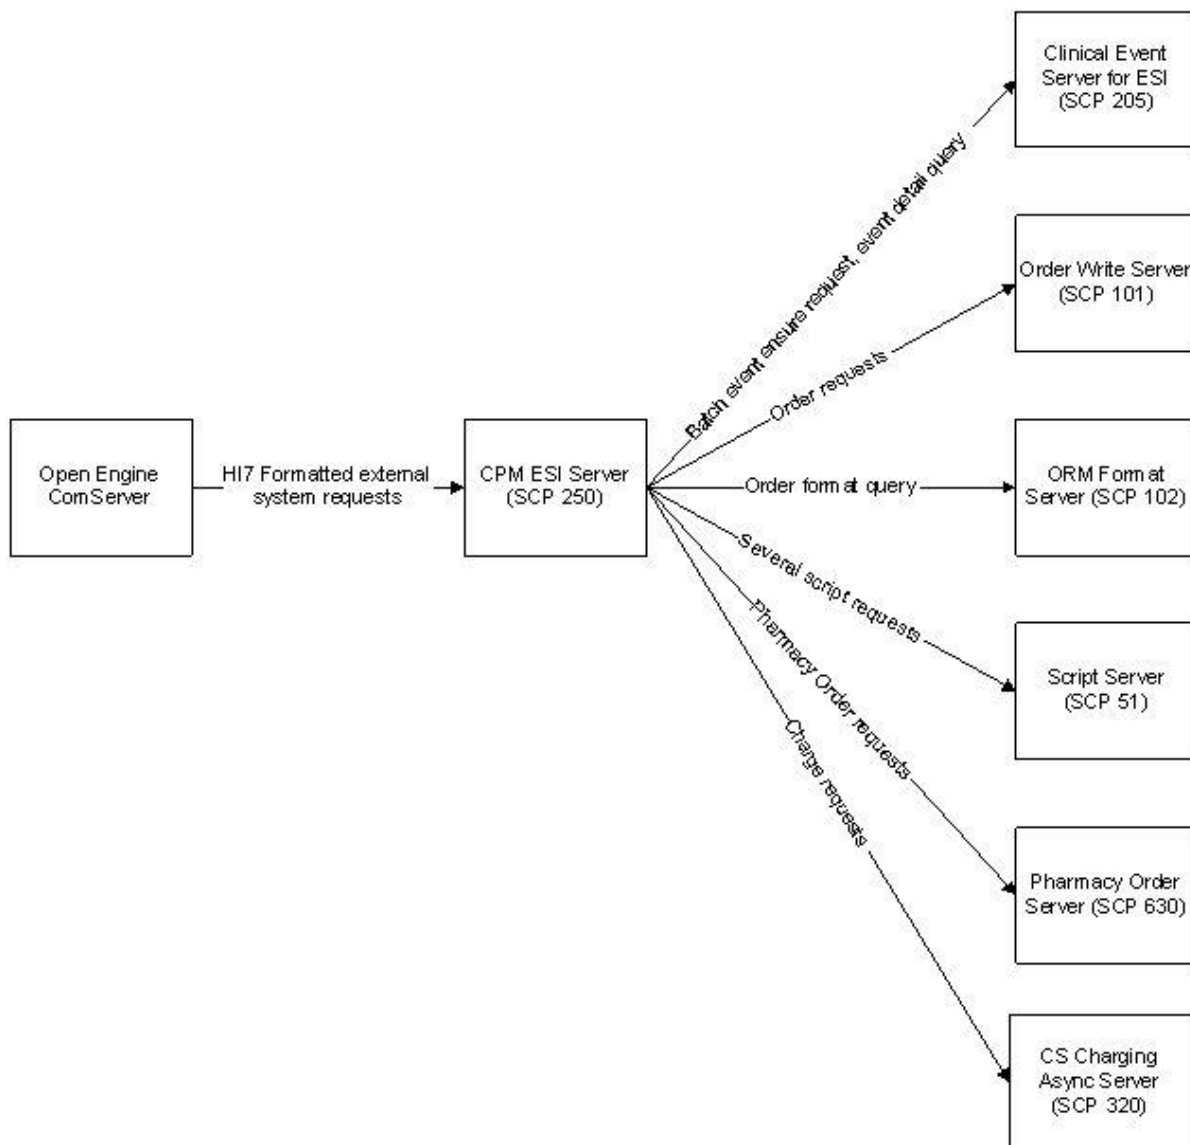 Clinical Event
Server for ESI
(SCP 205)
Batch event ensure request, event detail query
Order Write Server
(SCP 101)
Order requests
Open Engine
ComServer
HI7 Formatted external
system requests
CPM ESI Server
(SCP 250)
Order format query
ORM Format
Server (SCP 102)
Several script requests
Script Server
(SCP 51)
Pharmacy Order requests
Pharmacy Order
Server (SCP 630)
Charge requests
CS Charging
Async Server
(SCP 320)